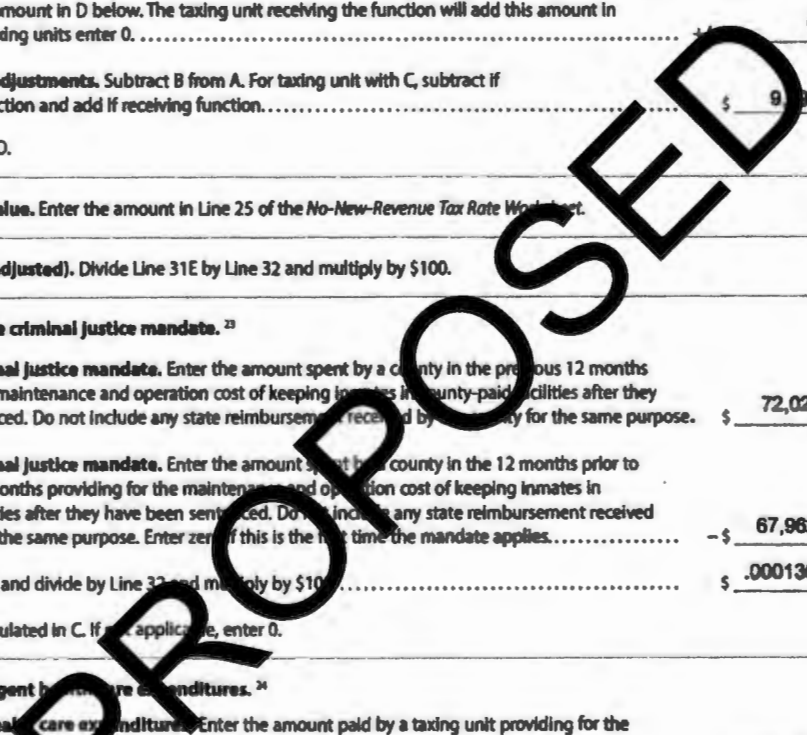 mount in D below. The taxing unit receiving the function will add this amount in
ing units enter 0.
djustments. Subtract B from A. For taxing unit with C, subtract if
ction and add if receiving function. $ 9
D.
alue. Enter the amount in Line 25 of the No-New-Revenue Tax Rate Worksheet.
djusted). Divide Line 31E by Line 32 and multiply by $100.
e criminal justice mandate. 23
al justice mandate. Enter the amount spent by a county in the previous 12 months
maintenance and operation cost of keeping inmates in county-paid facilities after they
ced. Do not include any state reimbursement received by county for the same purpose. $ 72,02
al justice mandate. Enter the amount spent by a county in the 12 months prior to
onths providing for the maintenance and operation cost of keeping inmates in
ies after they have been sentenced. Do not include any state reimbursement received
the same purpose. Enter zero if this is the first time the mandate applies. –$ 67,96
and divide by Line 32 and multiply by $100 $ .00013
ulated in C. If not applicable, enter 0.
gent healthcare expenditures. 24
care expenditures. Enter the amount paid by a taxing unit providing for the
PROPOSED